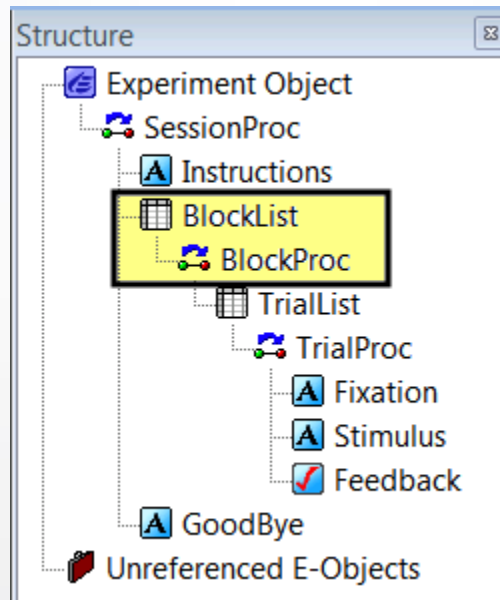 Structure
Experiment Object
SessionProc
Instructions
BlockList
BlockProc
TrialList
TrialProc
Fixation
Stimulus
Feedback
GoodBye
Unreferenced E-Objects